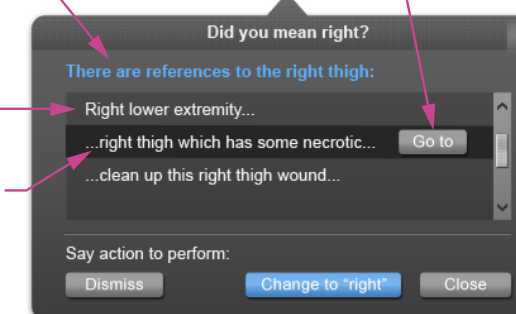 Did you mean right?
There are references to the right thigh:
Right lower extremity...
...right thigh which has some necrotic...
Go to
...clean up this right thigh wound...
Say action to perform:
Dismiss
Change to "right"
Close